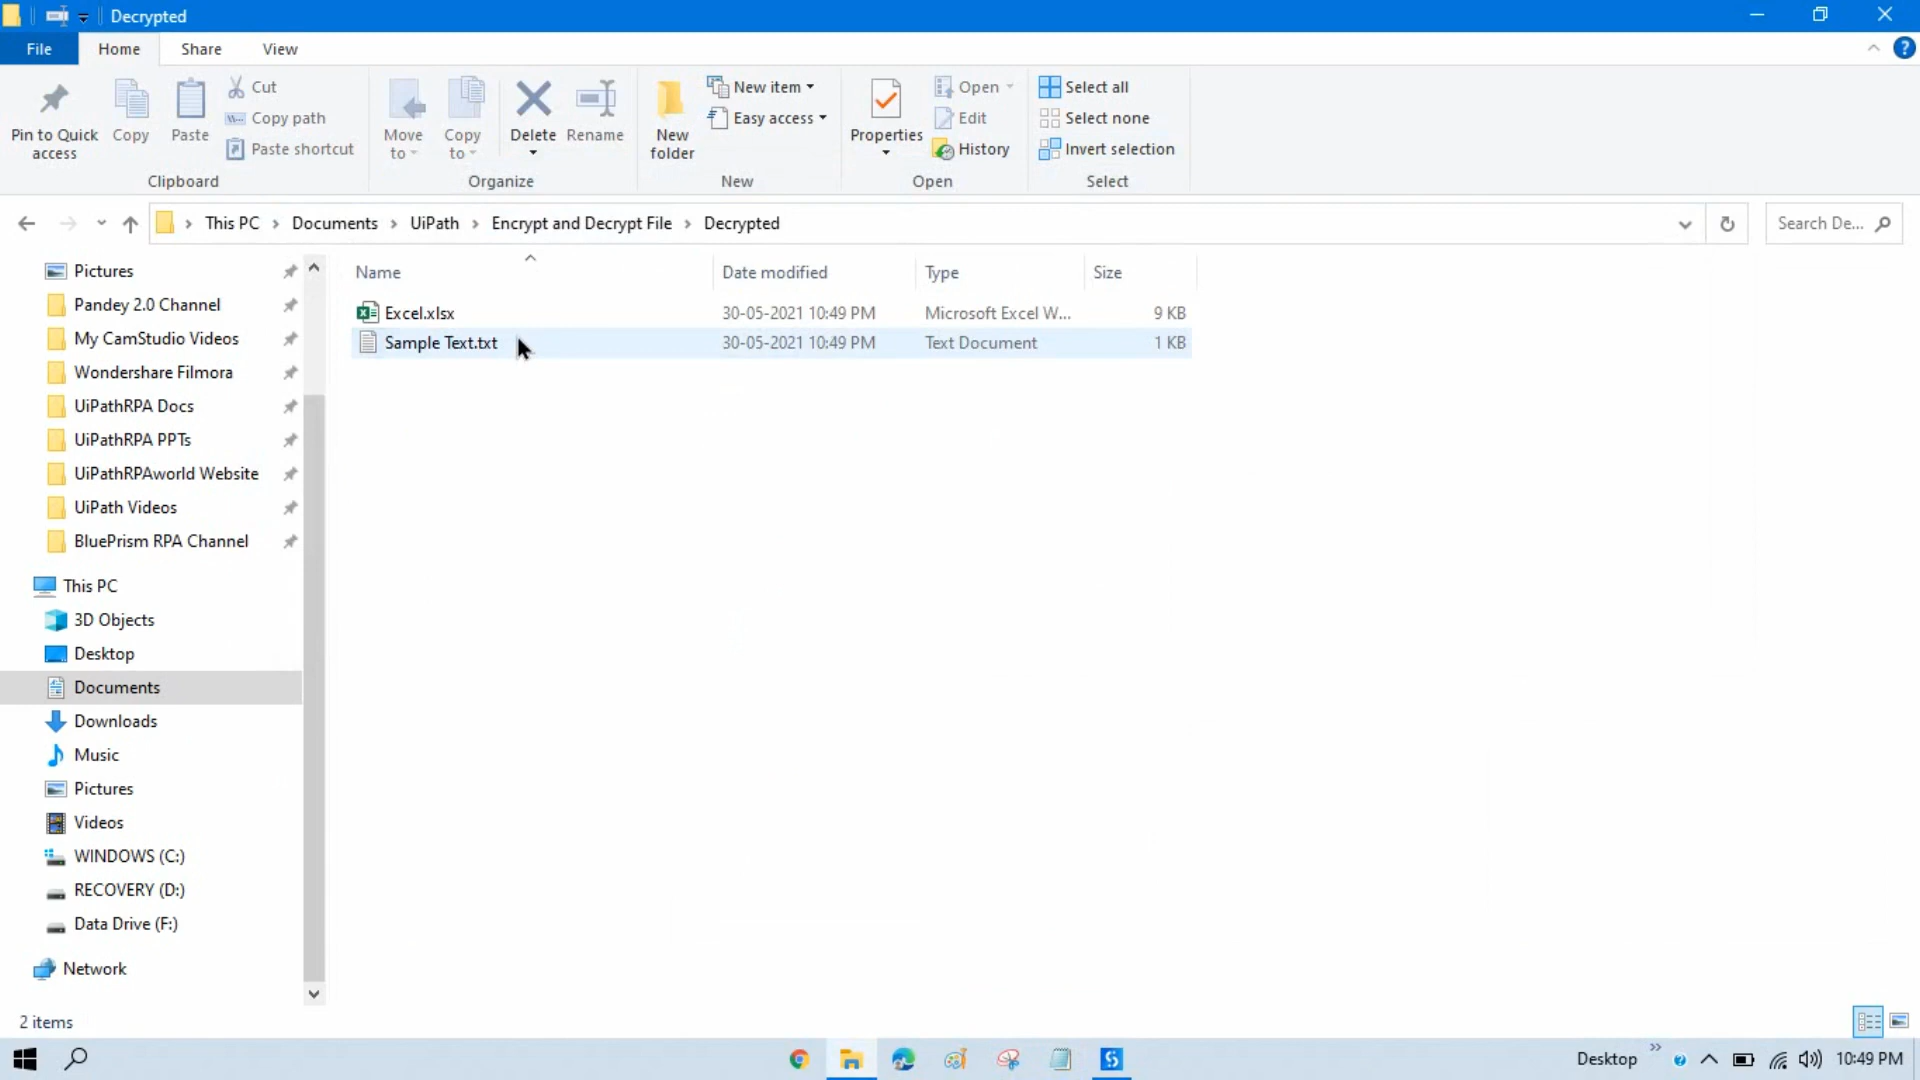 Decrypted
File Home Share View
Pin to Quick access
Copy
Paste
Cut
Copy path
Paste shortcut
Clipboard
Move to
Copy to
Delete
Rename
Organize
New folder
New item
Easy access
New
Properties
Open
Edit
History
Open
Select all
Select none
Invert selection
Select
This PC > Documents > UiPath > Encrypt and Decrypt File > Decrypted
Search De...
Name Date modified Type Size
Excel.xlsx 30-05-2021 10:49 PM Microsoft Excel W... 9 KB
Sample Text.txt 30-05-2021 10:49 PM Text Document 1 KB
Pictures
Pandey 2.0 Channel
My CamStudio Videos
Wondershare Filmora
UiPathRPA Docs
UiPathRPA PPTs
UiPathRPAworld Website
UiPath Videos
BluePrism RPA Channel
This PC
3D Objects
Desktop
Documents
Downloads
Music
Pictures
Videos
WINDOWS (C:)
RECOVERY (D:)
Data Drive (F:)
Network
2 items
Desktop 10:49 PM